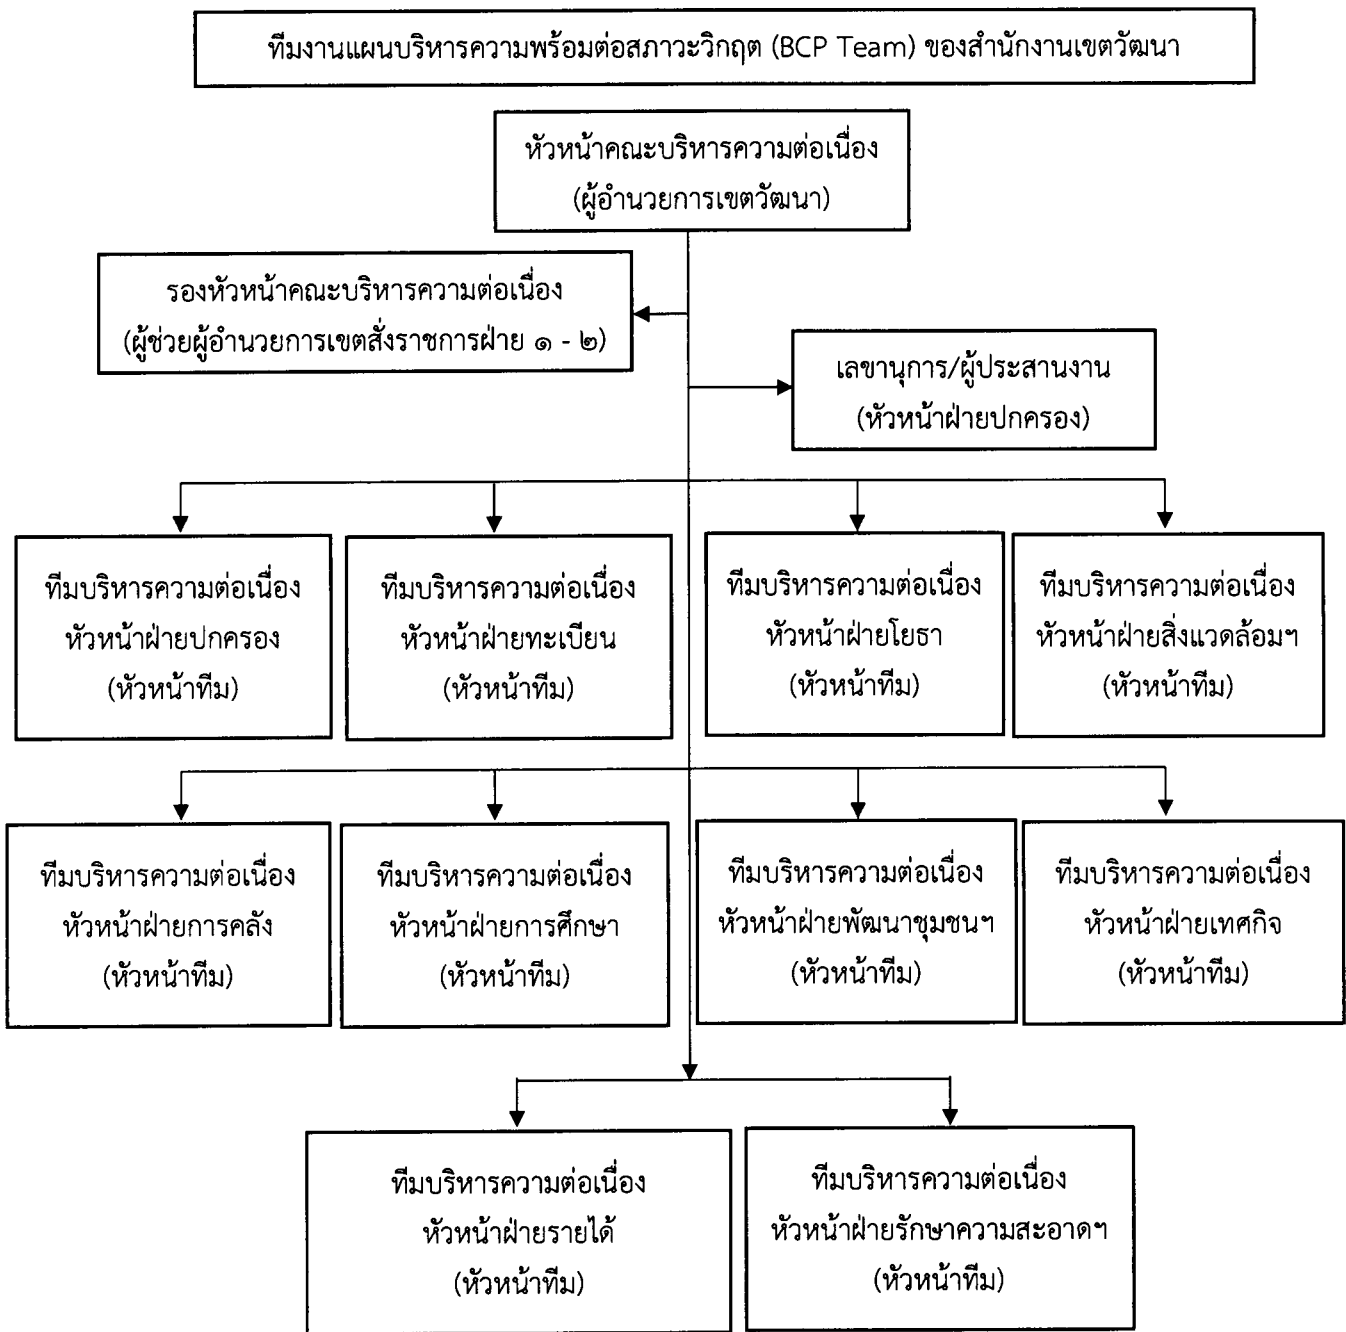 ทีมงานแผนบริหารความพร้อมต่อสภาวะวิกฤต (BCP Team) ของสำนักงานเขตวัฒนา
หัวหน้าคณะบริหารความต่อเนื่อง
(ผู้อำนวยการเขตวัฒนา)
รองหัวหน้าคณะบริหารความต่อเนื่อง
(ผู้ช่วยผู้อำนวยการเขตสั่งราชการฝ่าย ๑ - ๒)
เลขานุการ/ผู้ประสานงาน
(หัวหน้าฝ่ายปกครอง)
ทีมบริหารความต่อเนื่อง
หัวหน้าฝ่ายปกครอง
(หัวหน้าทีม)
ทีมบริหารความต่อเนื่อง
หัวหน้าฝ่ายทะเบียน
(หัวหน้าทีม)
ทีมบริหารความต่อเนื่อง
หัวหน้าฝ่ายโยธา
(หัวหน้าทีม)
ทีมบริหารความต่อเนื่อง
หัวหน้าฝ่ายสิ่งแวดล้อมฯ
(หัวหน้าทีม)
ทีมบริหารความต่อเนื่อง
หัวหน้าฝ่ายการคลัง
(หัวหน้าทีม)
ทีมบริหารความต่อเนื่อง
หัวหน้าฝ่ายการศึกษา
(หัวหน้าทีม)
ทีมบริหารความต่อเนื่อง
หัวหน้าฝ่ายพัฒนาชุมชนฯ
(หัวหน้าทีม)
ทีมบริหารความต่อเนื่อง
หัวหน้าฝ่ายเทศกิจ
(หัวหน้าทีม)
ทีมบริหารความต่อเนื่อง
หัวหน้าฝ่ายรายได้
(หัวหน้าทีม)
ทีมบริหารความต่อเนื่อง
หัวหน้าฝ่ายรักษาความสะอาดฯ
(หัวหน้าทีม)